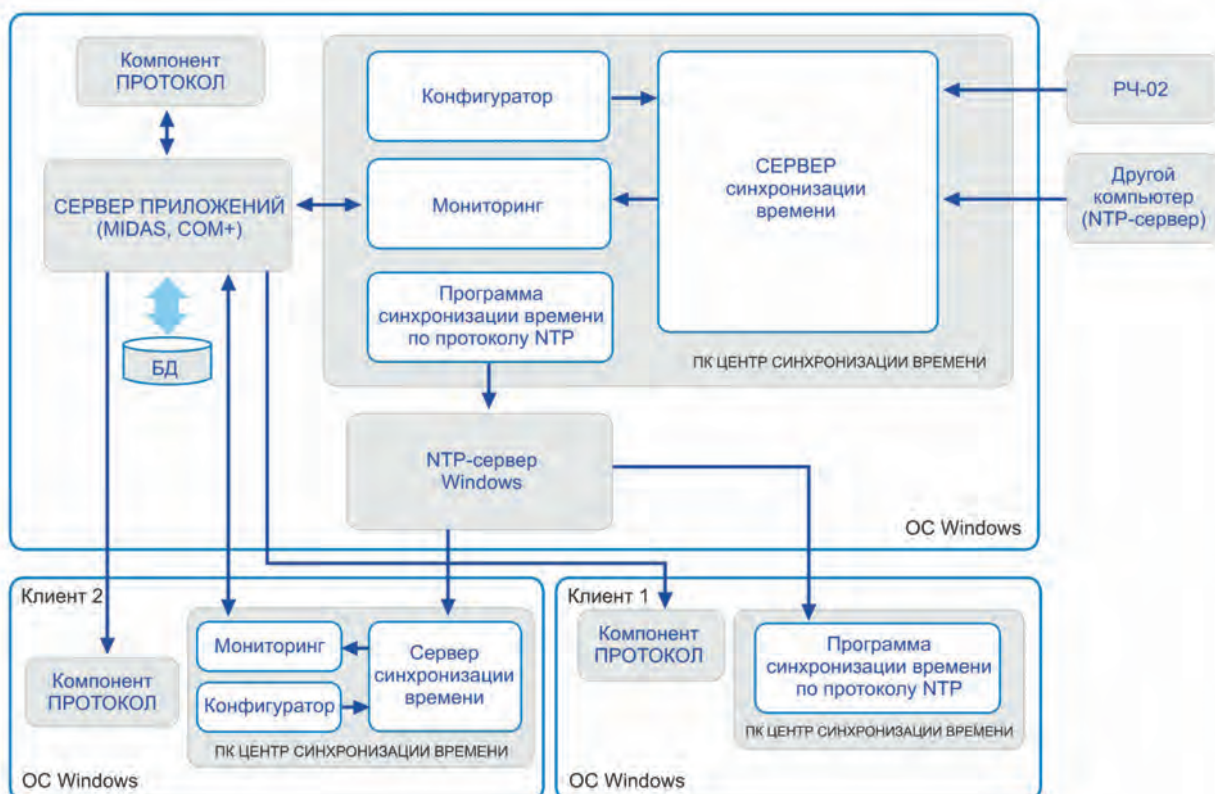 Компонент
ПРОТОКОЛ
СЕРВЕР ПРИЛОЖЕНИЙ
(MIDAS, COM+)
БД
Конфигуратор
Мониторинг
Программа
синхронизации времени
по протоколу NTP
СЕРВЕР
синхронизации
времени
ПК ЦЕНТР СИНХРОНИЗАЦИИ ВРЕМЕНИ
РЧ-02
Другой
компьютер
(NTP-сервер)
NTP-сервер
Windows
ОС Windows
Клиент 2
Компонент
ПРОТОКОЛ
Мониторинг
Конфигуратор
Сервер
синхронизации
времени
ПК ЦЕНТР СИНХРОНИЗАЦИИ ВРЕМЕНИ
ОС Windows
Клиент 1
Компонент
ПРОТОКОЛ
Программа
синхронизации времени
по протоколу NTP
ПК ЦЕНТР СИНХРОНИЗАЦИИ ВРЕМЕНИ
ОС Windows